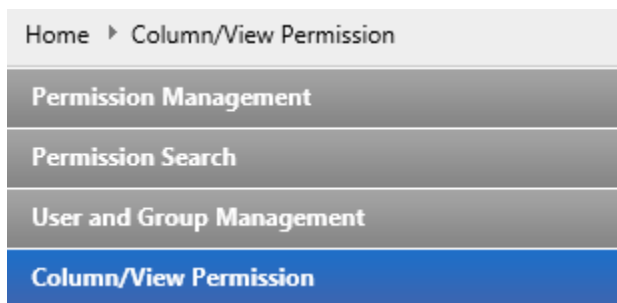 Home Column/View Permission
Permission Management
Permission Search
User and Group Management
Column/View Permission